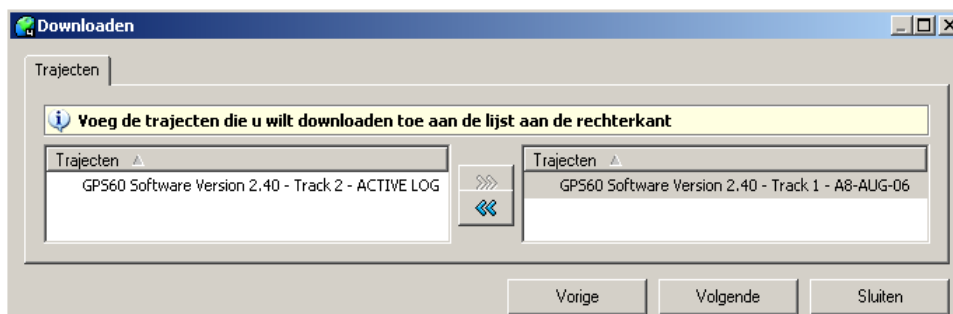 Downloaden
Trajecten
Voeg de trajecten die u wilt downloaden toe aan de lijst aan de rechterkant
Trajecten
GPS60 Software Version 2.40 - Track 2 - ACTIVE LOG
Trajecten
GPS60 Software Version 2.40 - Track 1 - A8-AUG-06
Vorige
Volgende
Sluiten